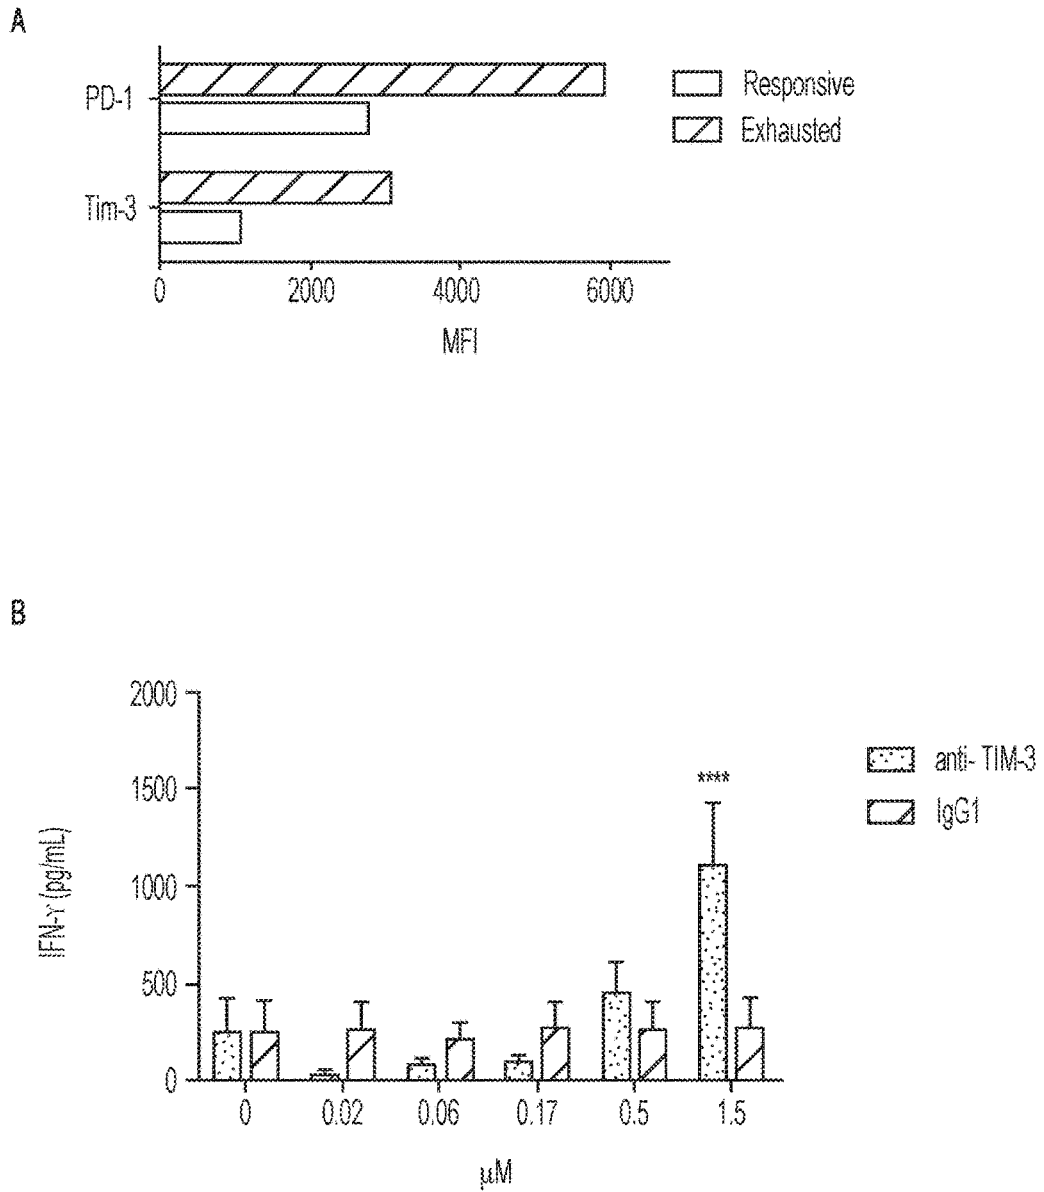 A
PD-1
Tim-3
Responsive
Exhausted
0 2000 4000 6000
MFI
B
2000
1500
1000
500
0
IFN-γ (pg/mL)
****
anti- TIM-3
IgG1
0 0.02 0.06 0.17 0.5 1.5
µM